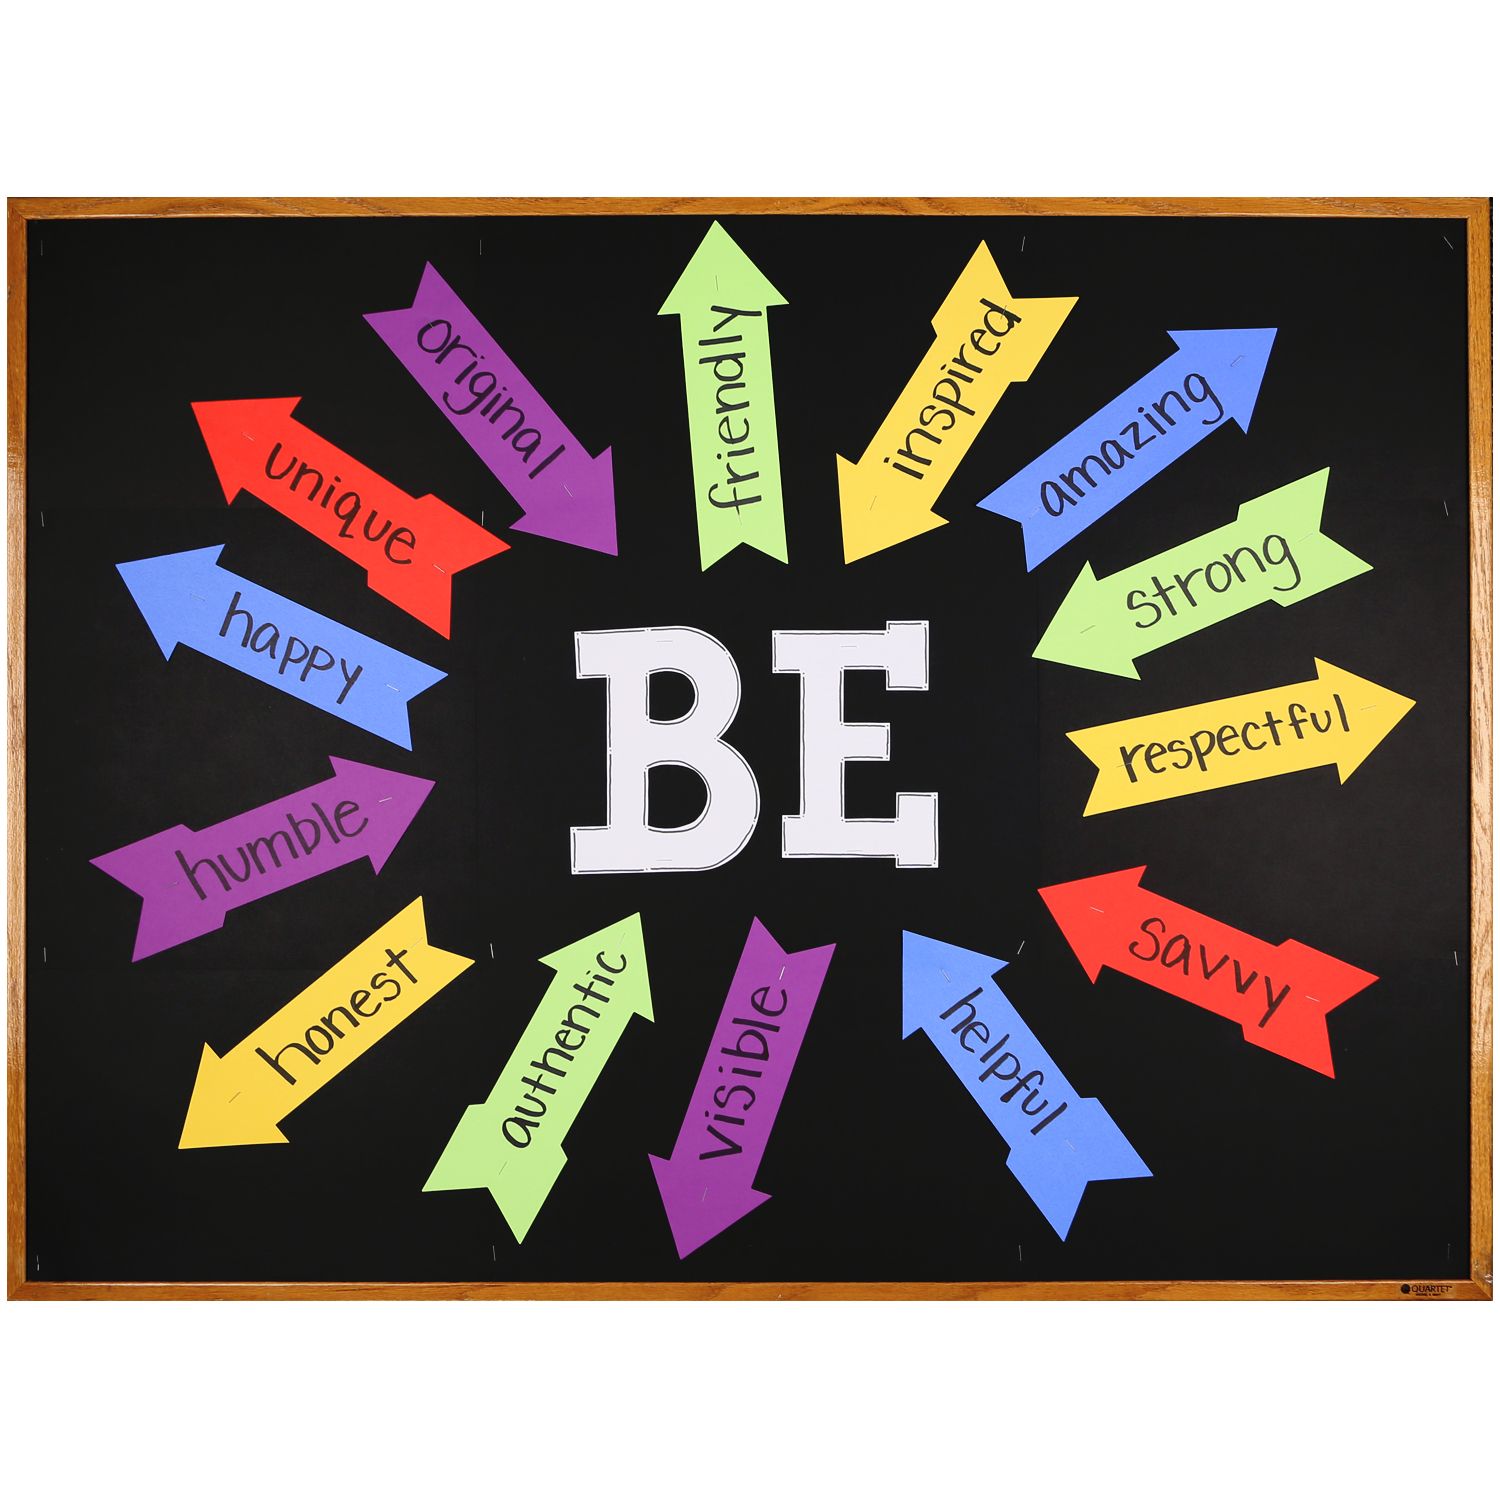 BE
friendly
inspired
amazing
strong
respectful
savvy
helpful
visible
authentic
honest
humble
happy
unique
original
QUARTET